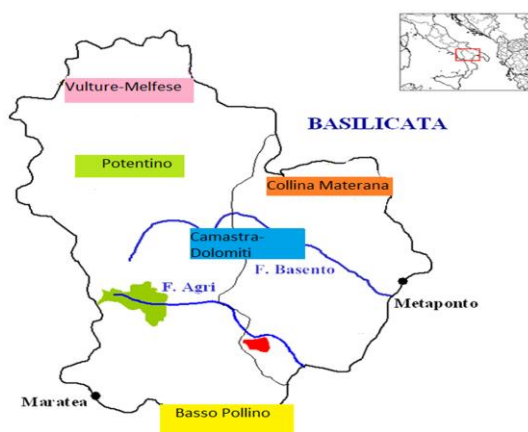 Vulture-Melfese
BASILICATA
Potentino
Collina Materana
Camastra-
Dolomiti
F. Basento
F. Agri
Metaponto
Maratea
Basso Pollino